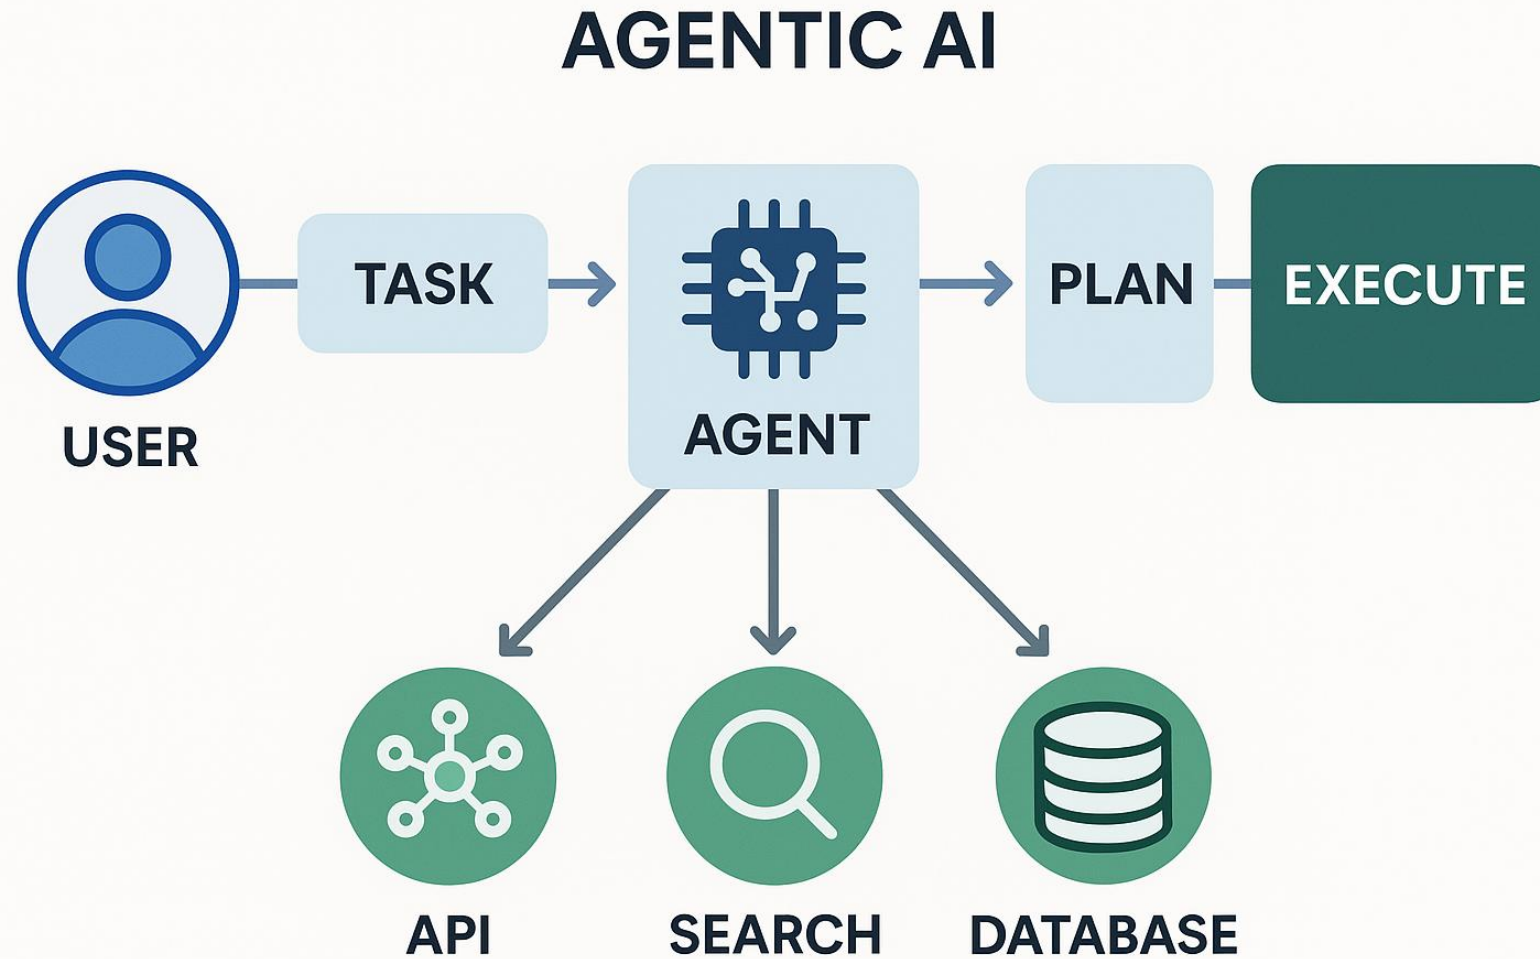 AGENTIC AI
TASK
PLAN
EXECUTE
USER
AGENT
API
SEARCH
DATABASE